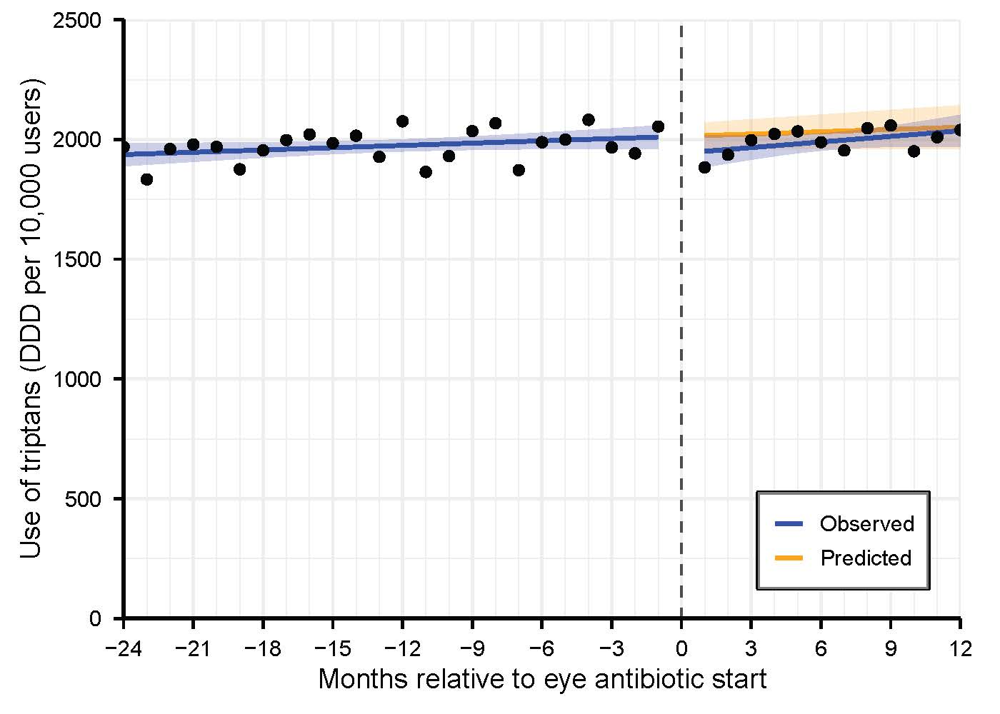 Use of triptans (DDD per 10,000 users)
2500
2000
1500
1000
500
0
−24 −21 −18 −15 −12 −9 −6 −3 0 3 6 9 12
Months relative to eye antibiotic start
Observed
Predicted